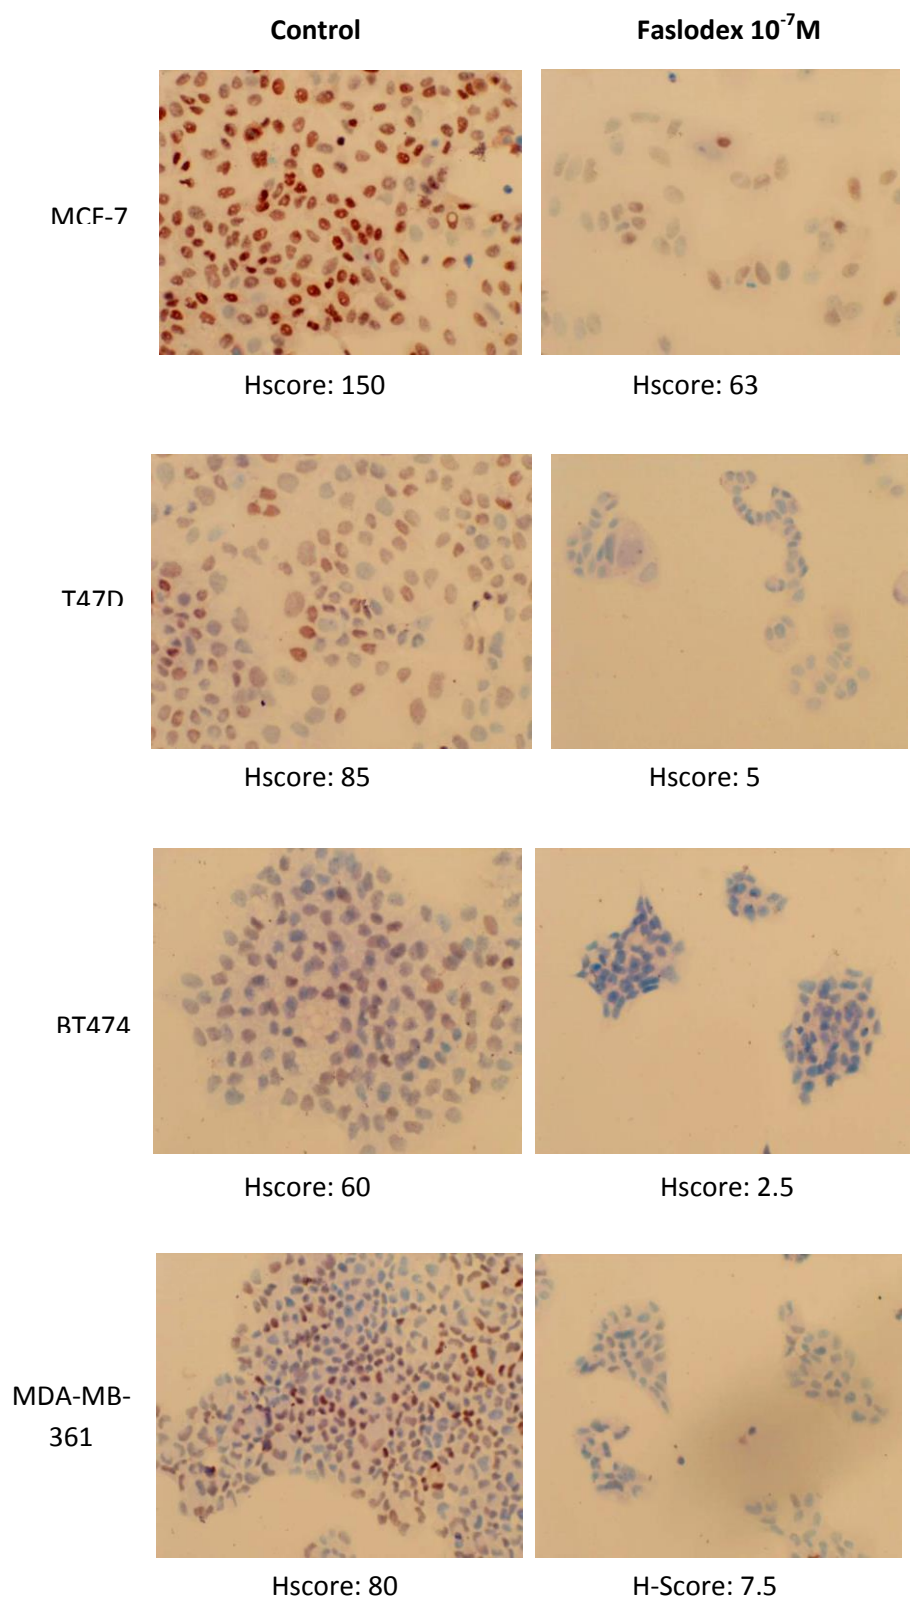 Control Faslodex 10⁻⁷M
MCF-7
Hscore: 150 Hscore: 63
T47D
Hscore: 85 Hscore: 5
BT474
Hscore: 60 Hscore: 2.5
MDA-MB-
361
Hscore: 80 H-Score: 7.5